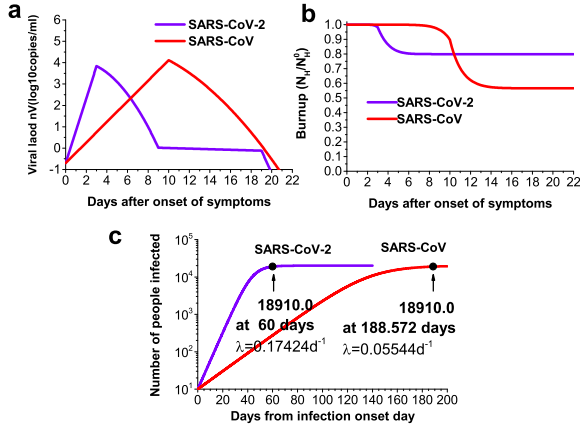 a
SARS-CoV-2
SARS-CoV
Viral laod nV(log10copies/ml)
6
5
4
3
2
1
0
-1
0 2 4 6 8 10 12 14 16 18 20 22
Days after onset of symptoms
b
Burnup (N_H/N_H^0)
1.0
0.9
0.8
0.7
0.6
0.5
0.4
0.3
0.2
0.1
0.0
SARS-CoV-2
SARS-CoV
0 2 4 6 8 10 12 14 16 18 20 22
Days after onset of symptoms
c
Number of people infected
10^5
10^4
10^3
10^2
10^1
SARS-CoV-2
SARS-CoV
18910.0
at 60 days
λ=0.17424d^-1
18910.0
at 188.572 days
λ=0.05544d^-1
0 20 40 60 80 100 120 140 160 180 200
Days from infection onset day